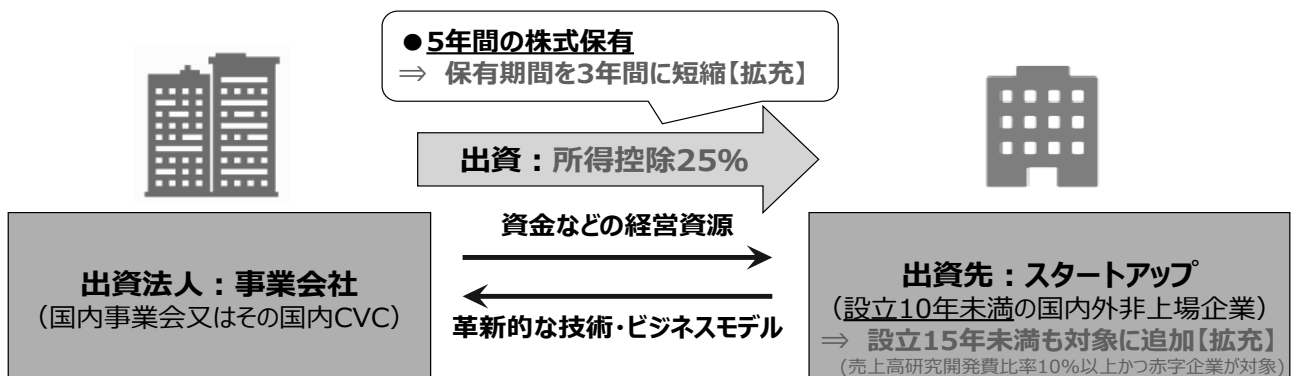 ●5年間の株式保有
⇒ 保有期間を3年間に短縮【拡充】
出資：所得控除25%
資金などの経営資源
出資法人：事業会社
（国内事業会又はその国内CVC）
革新的な技術・ビジネスモデル
出資先：スタートアップ
（設立10年未満の国内外非上場企業）
⇒ 設立15年未満も対象に追加【拡充】
(売上高研究開発費比率10%以上かつ赤字企業が対象)